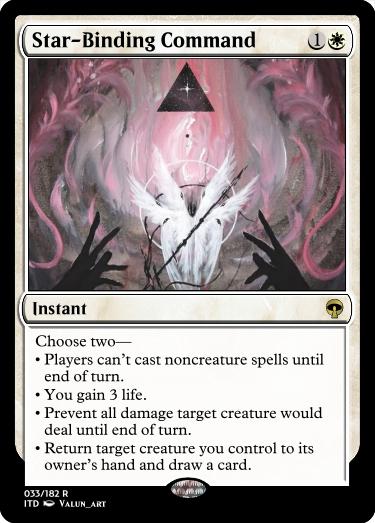 Star-Binding Command 1
Instant
Choose two—
• Players can't cast noncreature spells until
end of turn.
• You gain 3 life.
• Prevent all damage target creature would
deal until end of turn.
• Return target creature you control to its
owner's hand and draw a card.
033/182 R
ITD Valun_art